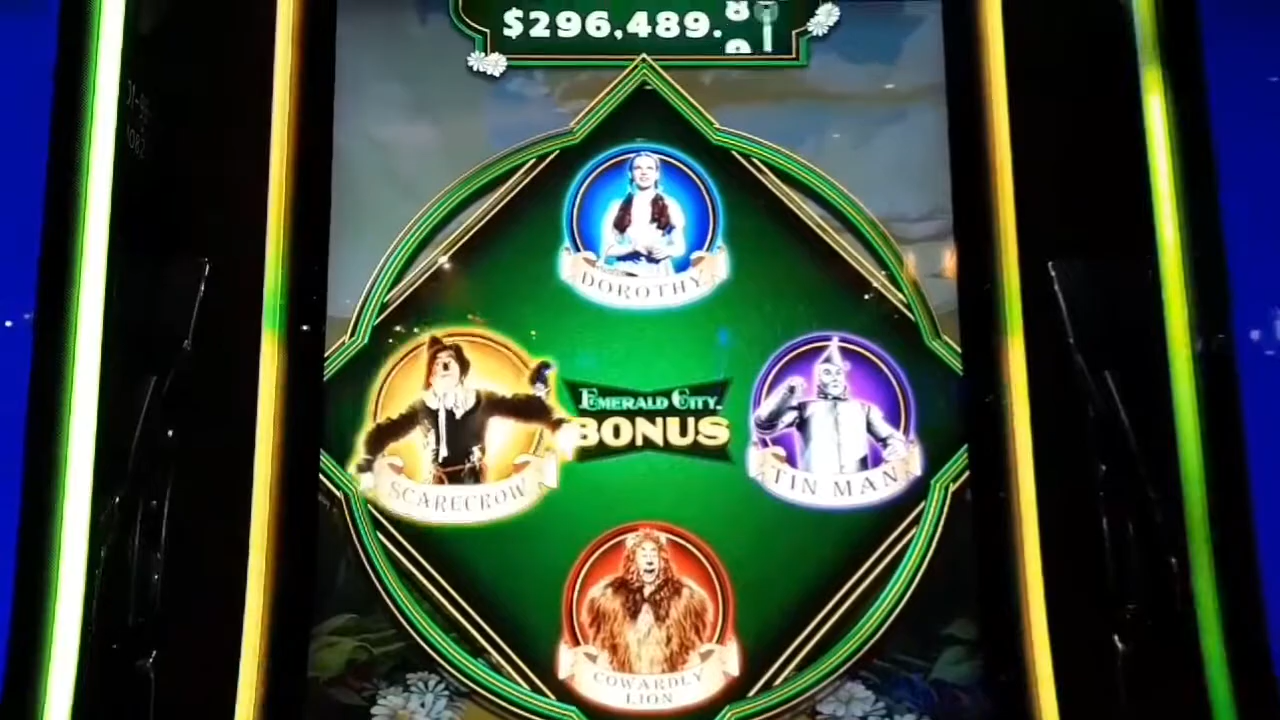 $296,489.
DOROTHY
EMERALD CITY
BONUS
SCARECROW
TIN MAN
COWARDLY
LION